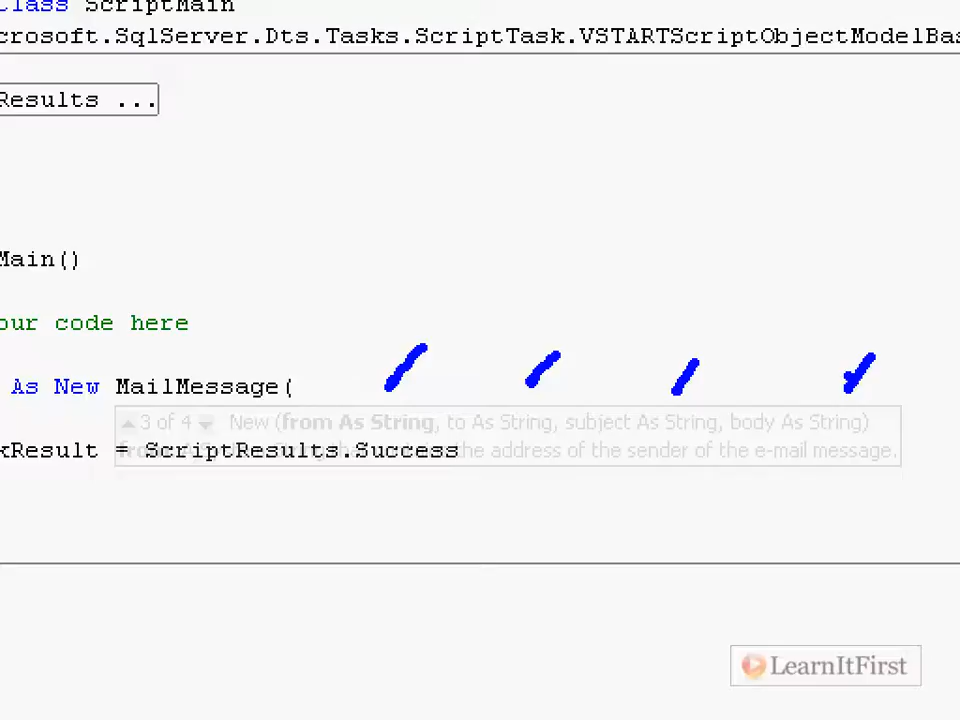 Class ScriptMain
crosoft.SqlServer.Dts.Tasks.ScriptTask.VSTARTScriptObjectModelBas
Results ...
Main()
our code here
As New MailMessage(
3 of 4 New (from As String, to As String, subject As String, body As String)
kResult = ScriptResults.Success
the address of the sender of the e-mail message.
LearnItFirst